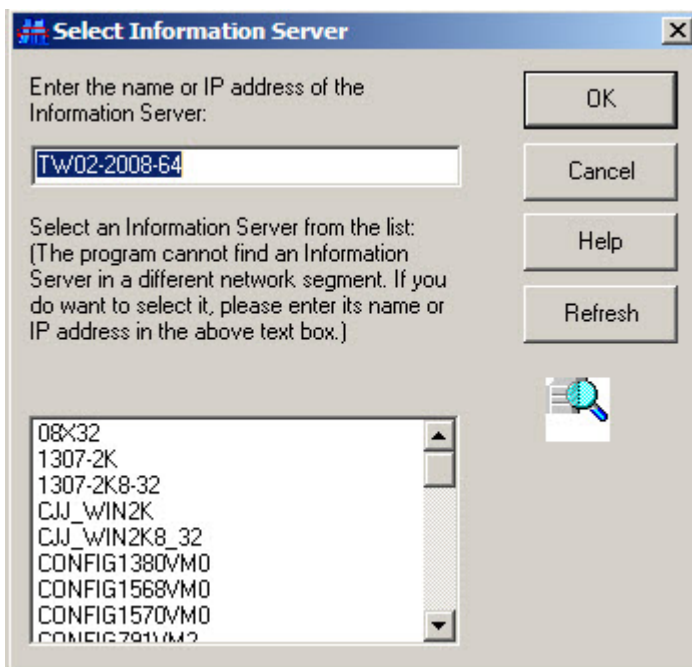 Select Information Server
Enter the name or IP address of the
Information Server:
TW02-2008-64
Select an Information Server from the list:
(The program cannot find an Information
Server in a different network segment. If you
do want to select it, please enter its name or
IP address in the above text box.)
08X32
1307-2K
1307-2K8-32
CJJ_WIN2K
CJJ_WIN2K8_32
CONFIG1380VM0
CONFIG1568VM0
CONFIG1570VM0
CONFIG791VM2
OK
Cancel
Help
Refresh